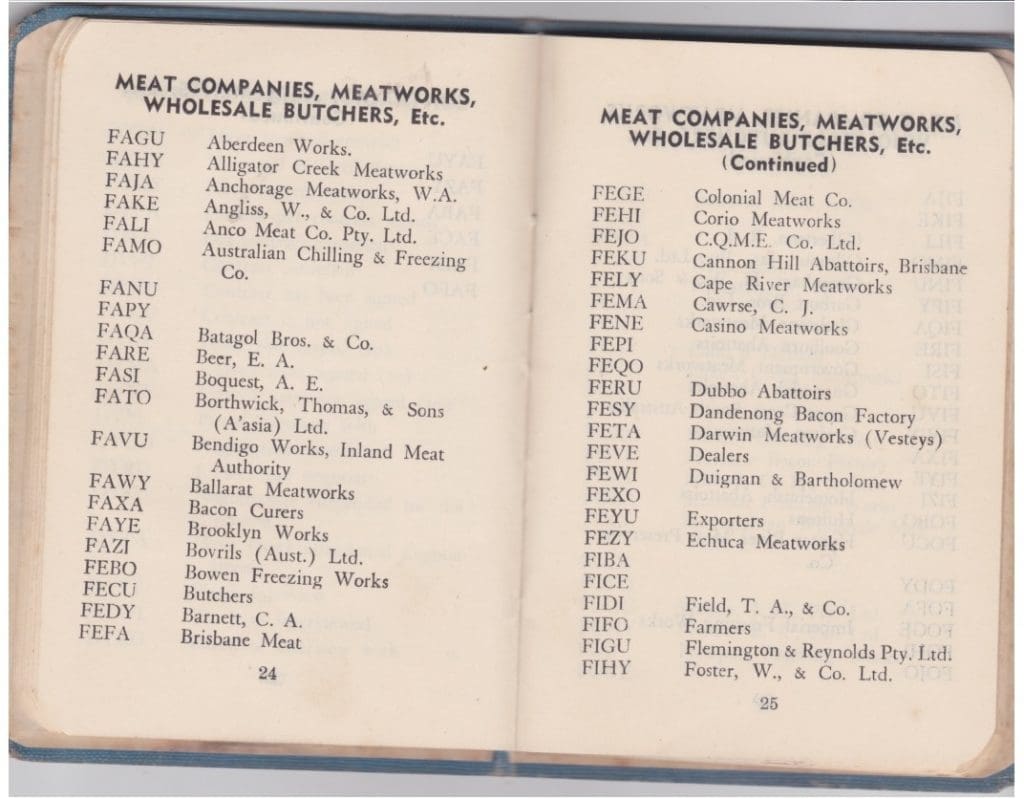 MEAT COMPANIES, MEATWORKS,
WHOLESALE BUTCHERS, Etc.
FAGU Aberdeen Works.
FAHY Alligator Creek Meatworks
FAJA Anchorage Meatworks, W.A.
FAKE Angliss, W., & Co. Ltd.
FALI Anco Meat Co. Pty. Ltd.
FAMO Australian Chilling & Freezing
Co.
FANU
FAPY
FAQA Batagol Bros. & Co.
FARE Beer, E. A.
FASI Boquest, A. E.
FATO Borthwick, Thomas, & Sons
(A'asia) Ltd.
FAVU Bendigo Works, Inland Meat
Authority
FAWY Ballarat Meatworks
FAXA Bacon Curers
FAYE Brooklyn Works
FAZI Bovrils (Aust.) Ltd.
FEBO Bowen Freezing Works
FECU Butchers
FEDY Barnett, C. A.
FEFA Brisbane Meat
24
MEAT COMPANIES, MEATWORKS,
WHOLESALE BUTCHERS, Etc.
(Continued)
FEGE Colonial Meat Co.
FEHI Corio Meatworks
FEJO C.Q.M.E. Co. Ltd.
FEKU Cannon Hill Abattoirs, Brisbane
FELY Cape River Meatworks
FEMA Cawrse, C. J.
FENE Casino Meatworks
FEPI
FEQO
FERU Dubbo Abattoirs
FESY Dandenong Bacon Factory
FETA Darwin Meatworks (Vesteys)
FEVE Dealers
FEWI Duignan & Bartholomew
FEXO
FEYU Exporters
FEZY Echuca Meatworks
FIBA
FICE
FIDI Field, T. A., & Co.
FIFO Farmers
FIGU Flemington & Reynolds Pty. Ltd.
FIHY Foster, W., & Co. Ltd.
25